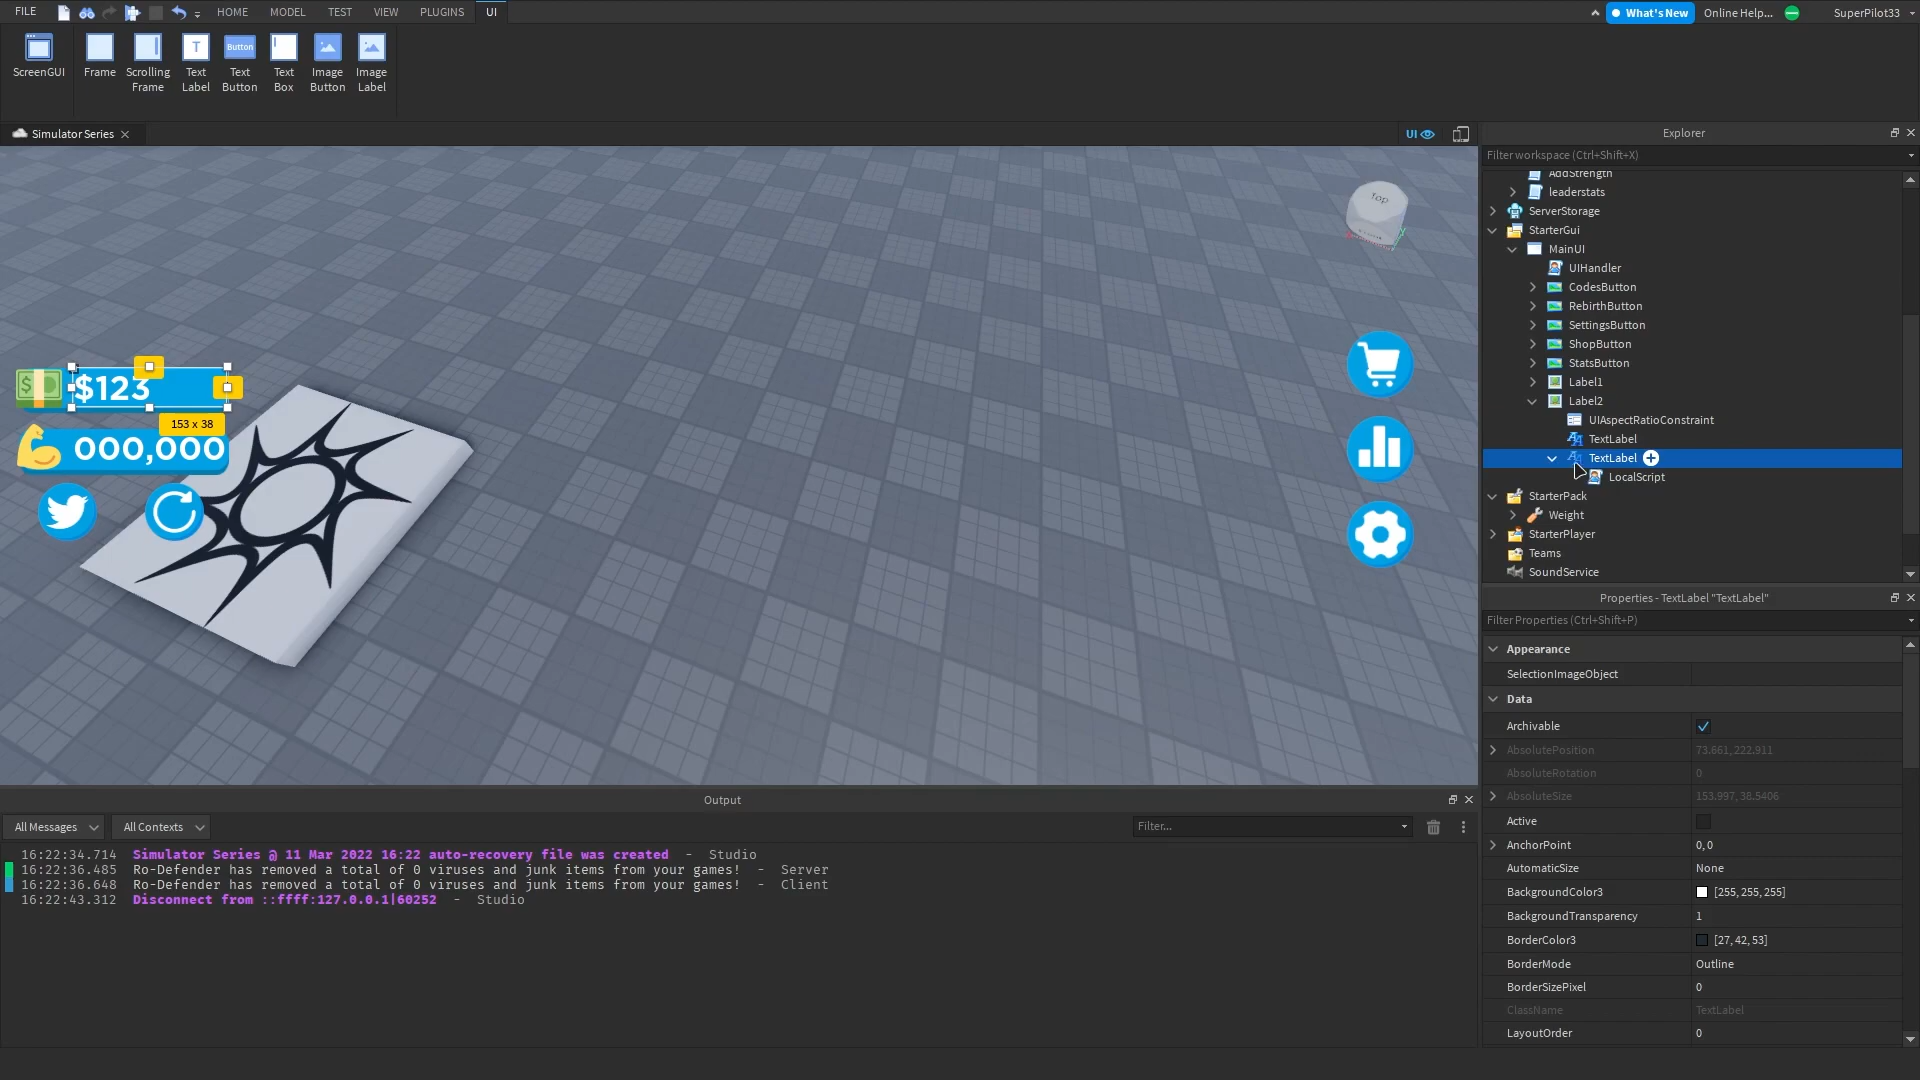 FILE
HOME
MODEL
TEST
VIEW
PLUGINS
UI
What's New
Online Help...
SuperPilot33
ScreenGUI
Frame
Scrolling Frame
Text Label
Button
Text Button
Text Box
Image Button
Image Label
Simulator Series
UI
Explorer
Filter workspace (Ctrl+Shift+X)
AddStrength
leaderstats
ServerStorage
StarterGui
MainUI
UIHandler
CodesButton
RebirthButton
SettingsButton
ShopButton
StatsButton
Label1
Label2
UIAspectRatioConstraint
TextLabel
TextLabel
LocalScript
StarterPack
Weight
StarterPlayer
Teams
SoundService
Top
$123
153 x 38
000,000
Properties - TextLabel "TextLabel"
Filter Properties (Ctrl+Shift+P)
Appearance
SelectionImageObject
Data
Archivable
AbsolutePosition 73.661, 222.911
AbsoluteRotation 0
AbsoluteSize 153.997, 38.5406
Active
AnchorPoint 0, 0
AutomaticSize None
BackgroundColor3 [255, 255, 255]
BackgroundTransparency 1
BorderColor3 [27, 42, 53]
BorderMode Outline
BorderSizePixel 0
ClassName TextLabel
LayoutOrder 0
Output
All Messages
All Contexts
Filter...
16:22:34.714 Simulator Series @ 11 Mar 2022 16:22 auto-recovery file was created - Studio
16:22:36.485 Ro-Defender has removed a total of 0 viruses and junk items from your games! - Server
16:22:36.648 Ro-Defender has removed a total of 0 viruses and junk items from your games! - Client
16:22:43.312 Disconnect from ::ffff:127.0.0.1|60252 - Studio